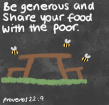 Be generous and
Share your food
with the poor.
Proverbs 22:9